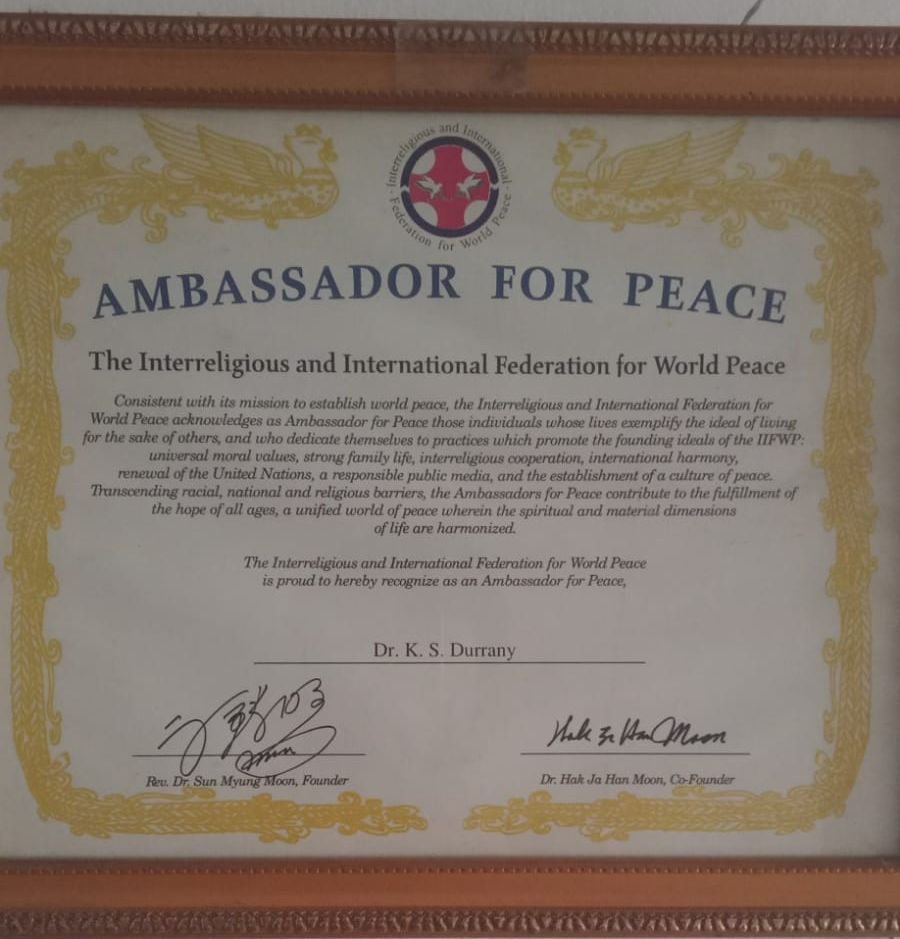 Interreligious and International
Federation for World Peace
AMBASSADOR FOR PEACE
The Interreligious and International Federation for World Peace
Consistent with its mission to establish world peace, the Interreligious and International Federation for
World Peace acknowledges as Ambassador for Peace those individuals whose lives exemplify the ideal of living
for the sake of others, and who dedicate themselves to practices which promote the founding ideals of the IIFWP:
universal moral values, strong family life, interreligious cooperation, international harmony,
renewal of the United Nations, a responsible public media, and the establishment of a culture of peace.
Transcending racial, national and religious barriers, the Ambassadors for Peace contribute to the fulfillment of
the hope of all ages, a unified world of peace wherein the spiritual and material dimensions
of life are harmonized.
The Interreligious and International Federation for World Peace
is proud to hereby recognize as an Ambassador for Peace,
Dr. K. S. Durrany
Hak Ja Han Moon
Rev. Dr. Sun Myung Moon, Founder
Dr. Hak Ja Han Moon, Co-Founder